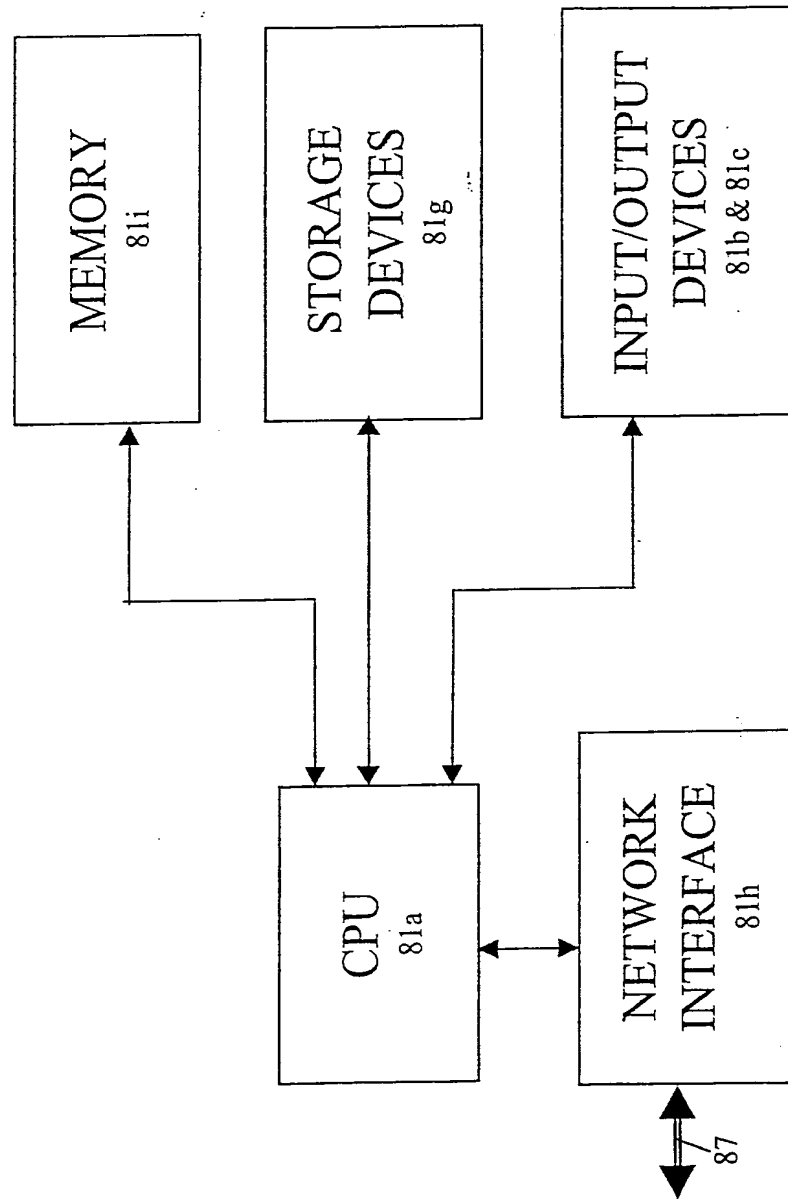 MEMORY
81i
STORAGE
DEVICES
81g
INPUT/OUTPUT
DEVICES
81b & 81c
CPU
81a
NETWORK
INTERFACE
81h
87